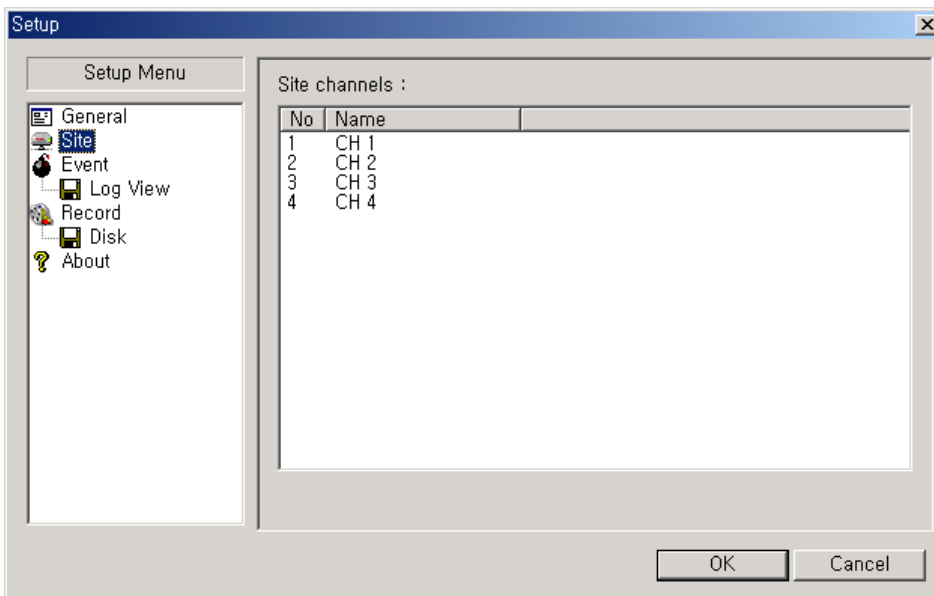 Setup
Setup Menu
General
Site
Event
Log View
Record
Disk
About
Site channels :
No Name
1 CH 1
2 CH 2
3 CH 3
4 CH 4
OK Cancel